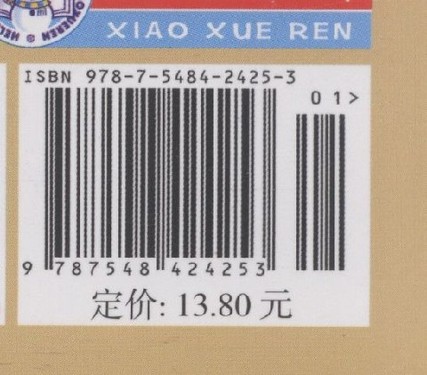 XIAO XUE REN
ISBN 978-7-5484-2425-3
01>
9 787548 424253
定价: 13.80 元